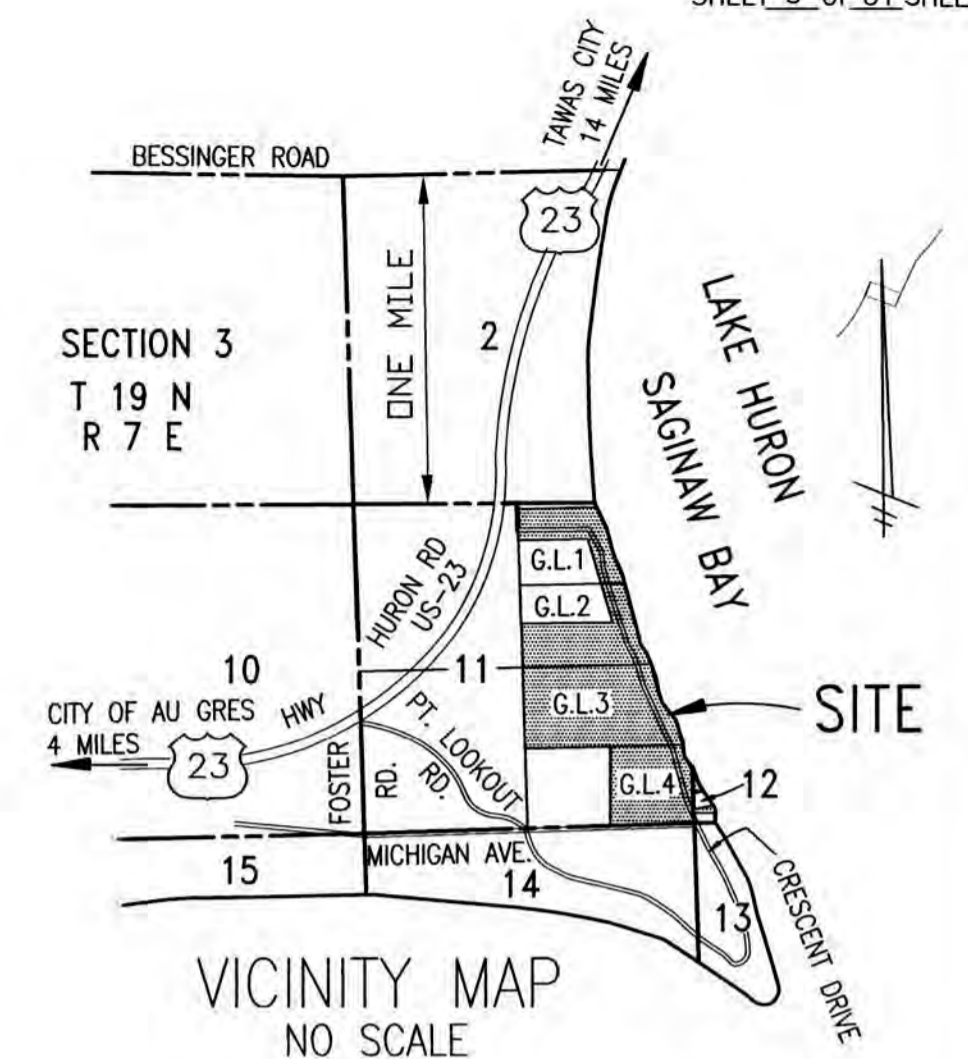 TAWAS CITY
14 MILES
BESSINGER ROAD
23
ONE MILE
2
SECTION 3
T 19 N
R 7 E
LAKE HURON
SAGINAW BAY
HURON RD
US-23
G.L.1
G.L.2
10
11
G.L.3
SITE
CITY OF AU GRES
4 MILES
HWY
23
FOSTER
RD.
PT. LOOKOUT
RD.
G.L.4
12
MICHIGAN AVE.
15
14
13
CRESCENT DRIVE
VICINITY MAP
NO SCALE